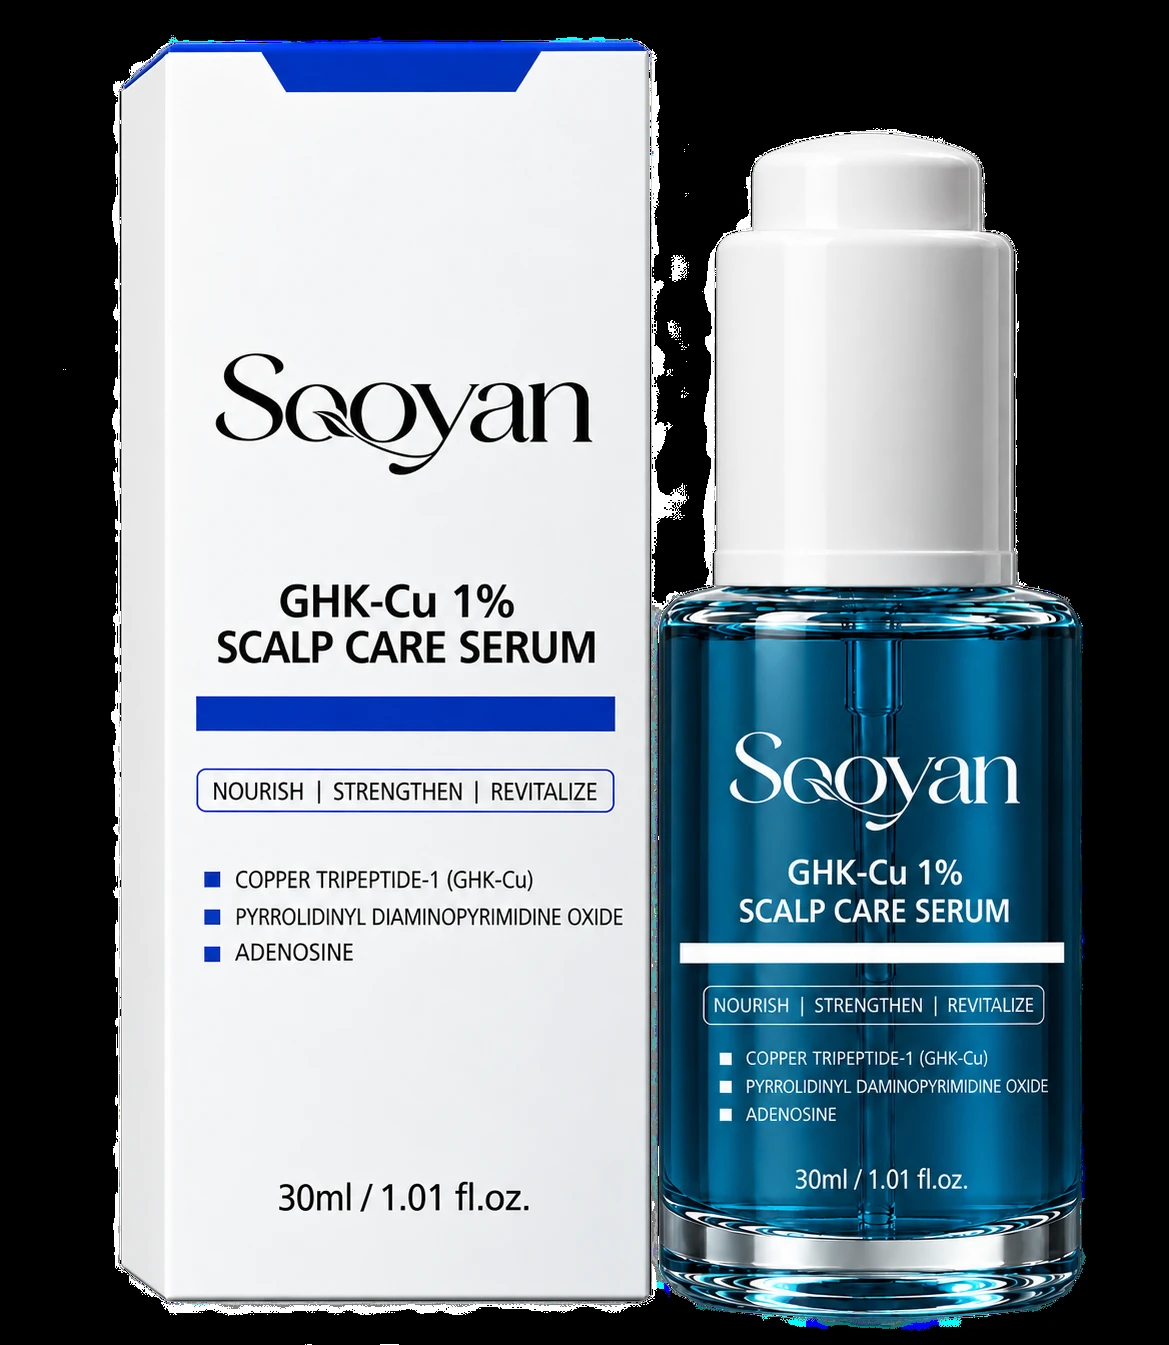 Seoyan
GHK-Cu 1%
SCALP CARE SERUM
NOURISH | STRENGTHEN | REVITALIZE
COPPER TRIPEPTIDE-1 (GHK-Cu)
PYRROLIDINYL DIAMINOPYRIMIDINE OXIDE
ADENOSINE
30ml / 1.01 fl.oz.
Seoyan
GHK-Cu 1%
SCALP CARE SERUM
NOURISH | STRENGTHEN | REVITALIZE
COPPER TRIPEPTIDE-1 (GHK-Cu)
PYRROLIDINYL DAMINOPYRIMIDINE OXIDE
ADENOSINE
30ml / 1.01 fl.oz.